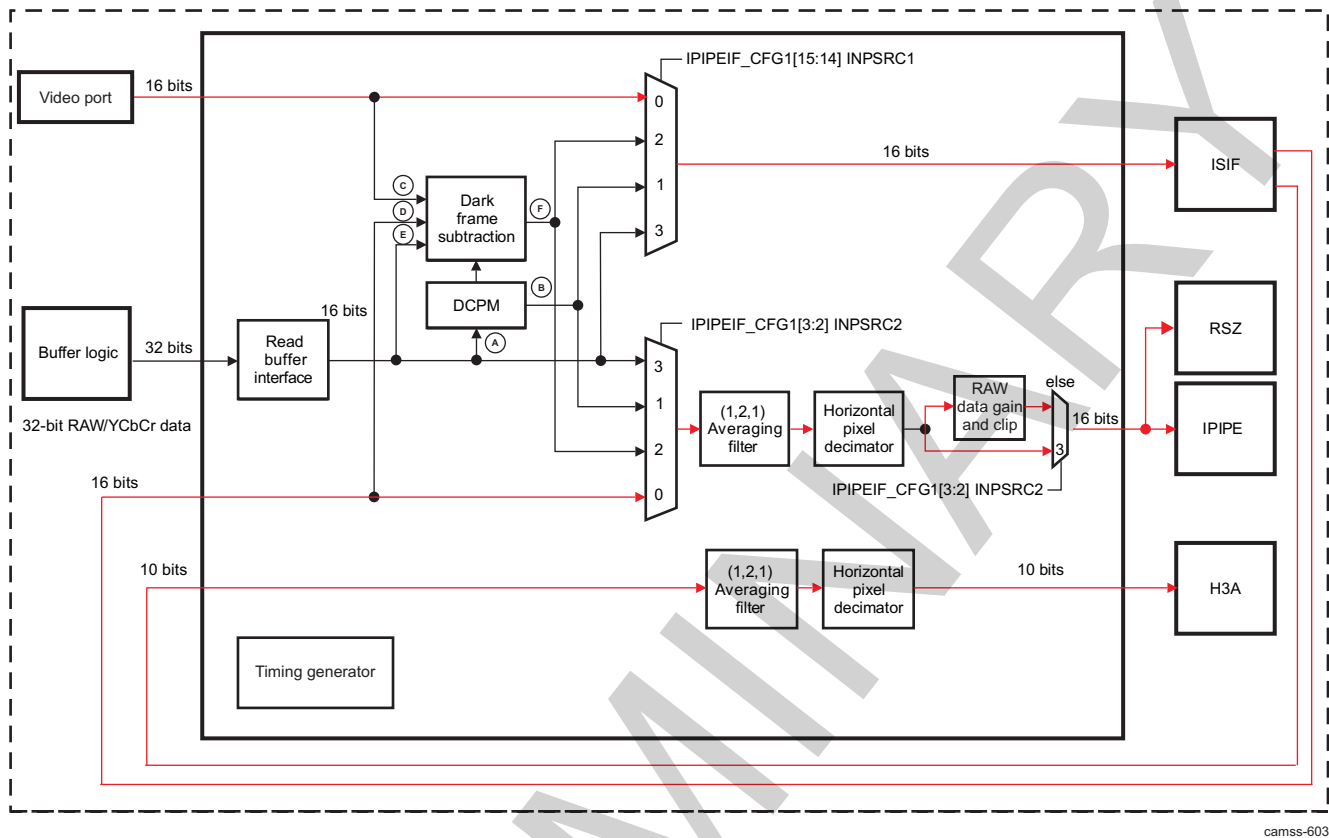 IPIPEIF_CFG1[15:14] INPSRC1
Video port
16 bits
0
2
1
3
16 bits
ISIF
C
D
E
Dark
frame
subtraction
F
DCPM
B
A
16 bits
Buffer logic
32 bits
Read
buffer
interface
32-bit RAW/YCbCr data
IPIPEIF_CFG1[3:2] INPSRC2
3
1
2
0
(1,2,1)
Averaging
filter
Horizontal
pixel
decimator
RAW
data gain
and clip
else
3
16 bits
IPIPEIF_CFG1[3:2] INPSRC2
RSZ
IPIPE
16 bits
10 bits
(1,2,1)
Averaging
filter
Horizontal
pixel
decimator
10 bits
H3A
Timing generator
MINARY
camss-603